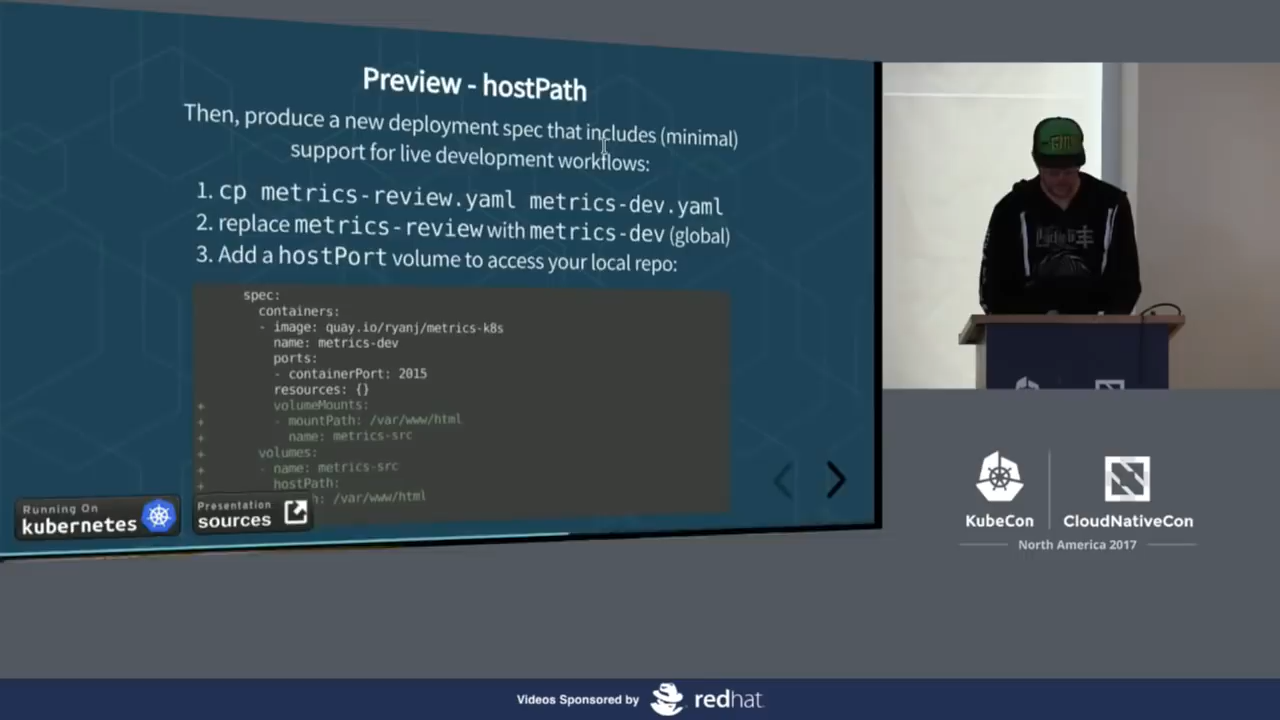 Preview - hostPath
Then, produce a new deployment spec that includes (minimal)
support for live development workflows:
1. cp metrics-review.yaml metrics-dev.yaml
2. replace metrics-review with metrics-dev (global)
3. Add a hostPort volume to access your local repo:
spec:
containers:
- image: quay.io/ryanj/metrics-k8s
name: metrics-dev
ports:
- containerPort: 2015
resources: {}
+ volumeMounts:
+ - mountPath: /var/www/html
+ name: metrics-src
+ volumes:
+ - name: metrics-src
+ hostPath:
h: /var/www/html
Running On
kubernetes
Presentation
sources
KubeCon
CloudNativeCon
North America 2017
Videos Sponsored by
redhat